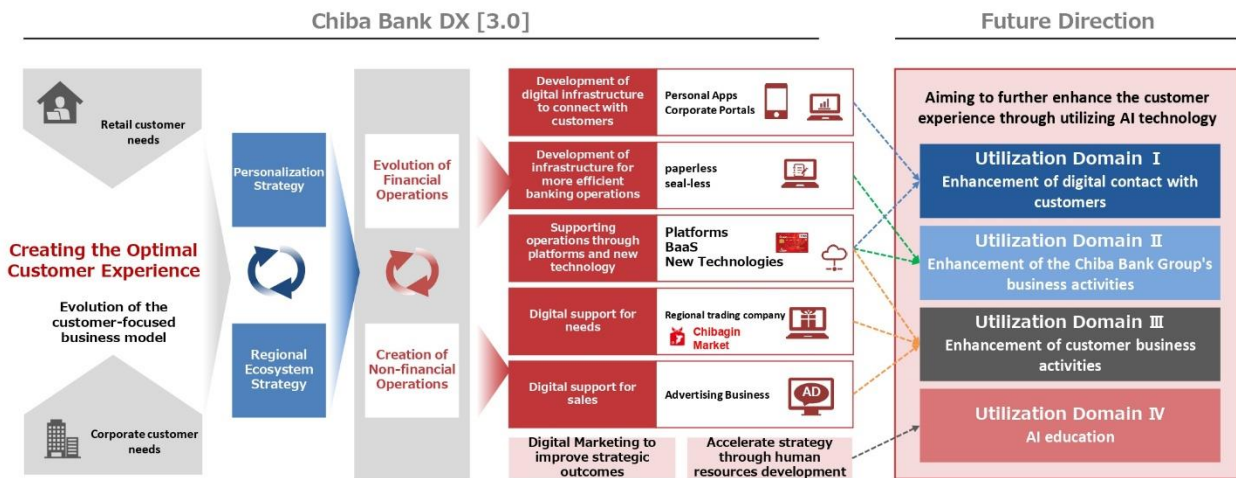 Chiba Bank DX [3.0]
Future Direction
Retail customer
needs
Creating the Optimal
Customer Experience
Evolution of the
customer-focused
business model
Corporate customer
needs
Personalization
Strategy
Regional
Ecosystem
Strategy
Evolution of
Financial
Operations
Creation of
Non-financial
Operations
Development of
digital infrastructure
to connect with
customers
Personal Apps
Corporate Portals
Development of
infrastructure for
more efficient
banking operations
paperless
seal-less
Supporting
operations through
platforms and new
technology
Platforms
BaaS
New Technologies
Digital support for
needs
Regional trading company
Chibagin
Market
Digital support for
sales
Advertising Business
AD
Digital Marketing to
improve strategic
outcomes
Accelerate strategy
through human
resources development
Aiming to further enhance the customer
experience through utilizing AI technology
Utilization Domain Ⅰ
Enhancement of digital contact with
customers
Utilization Domain Ⅱ
Enhancement of the Chiba Bank Group's
business activities
Utilization Domain Ⅲ
Enhancement of customer business
activities
Utilization Domain Ⅳ
AI education